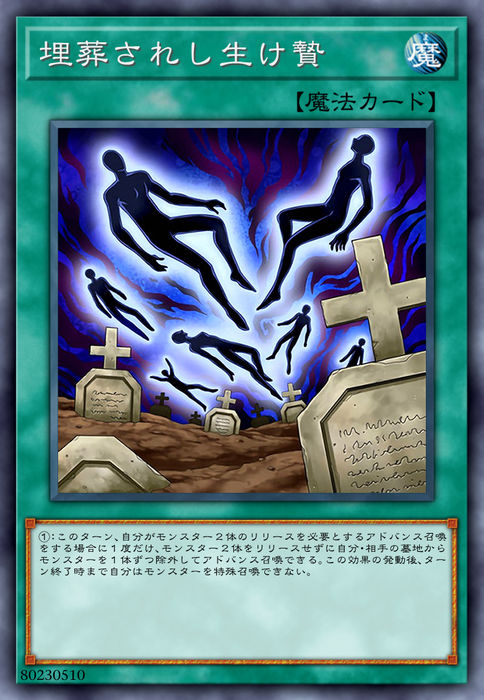 埋葬されし生け贄
魔
【魔法カード】
①：このターン、自分がモンスター２体のリリースを必要とするアドバンス召喚
をする場合に１度だけ、モンスター２体をリリースせずに自分・相手の墓地から
モンスターを１体ずつ除外してアドバンス召喚できる。この効果の発動後、ター
ン終了時まで自分はモンスターを特殊召喚できない。
80230510